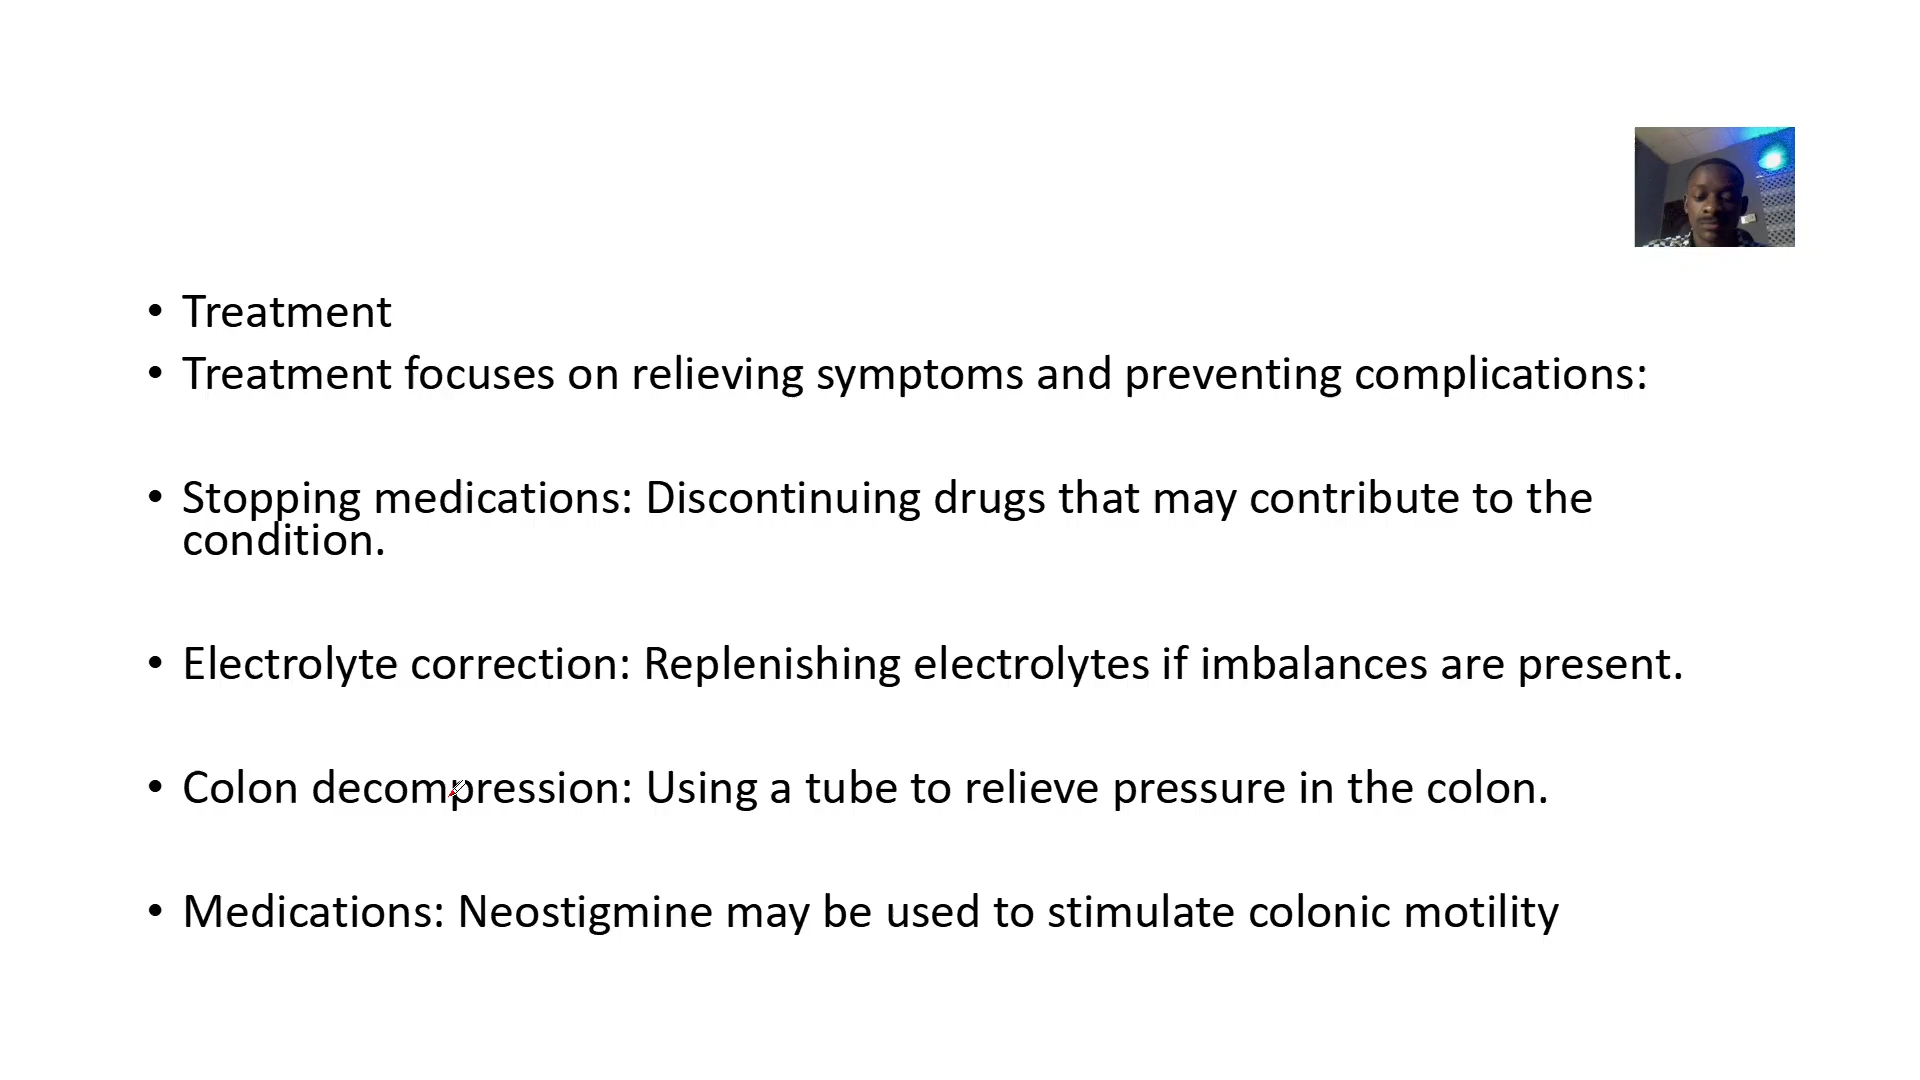 • Treatment
• Treatment focuses on relieving symptoms and preventing complications:
• Stopping medications: Discontinuing drugs that may contribute to the
condition.
• Electrolyte correction: Replenishing electrolytes if imbalances are present.
• Colon decompression: Using a tube to relieve pressure in the colon.
• Medications: Neostigmine may be used to stimulate colonic motility